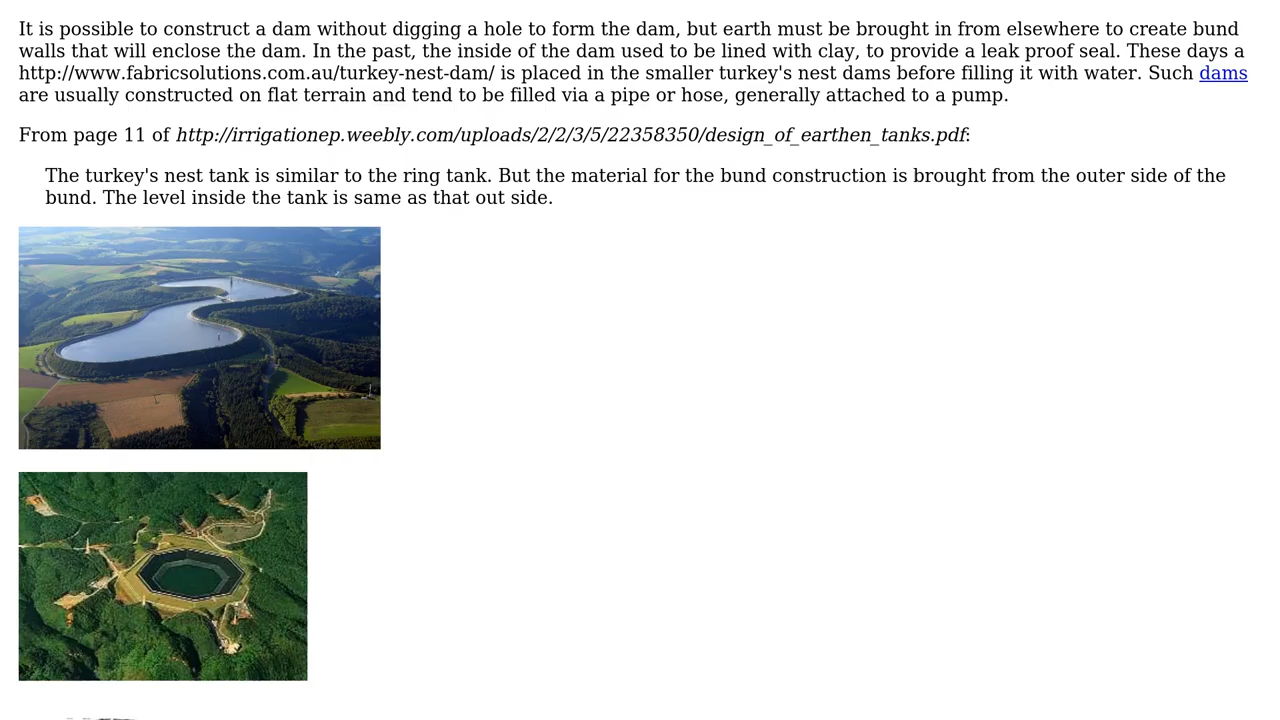 It is possible to construct a dam without digging a hole to form the dam, but earth must be brought in from elsewhere to create bund
walls that will enclose the dam. In the past, the inside of the dam used to be lined with clay, to provide a leak proof seal. These days a
http://www.fabricsolutions.com.au/turkey-nest-dam/ is placed in the smaller turkey's nest dams before filling it with water. Such dams
are usually constructed on flat terrain and tend to be filled via a pipe or hose, generally attached to a pump.
From page 11 of http://irrigationep.weebly.com/uploads/2/2/3/5/22358350/design_of_earthen_tanks.pdf:
The turkey's nest tank is similar to the ring tank. But the material for the bund construction is brought from the outer side of the
bund. The level inside the tank is same as that out side.